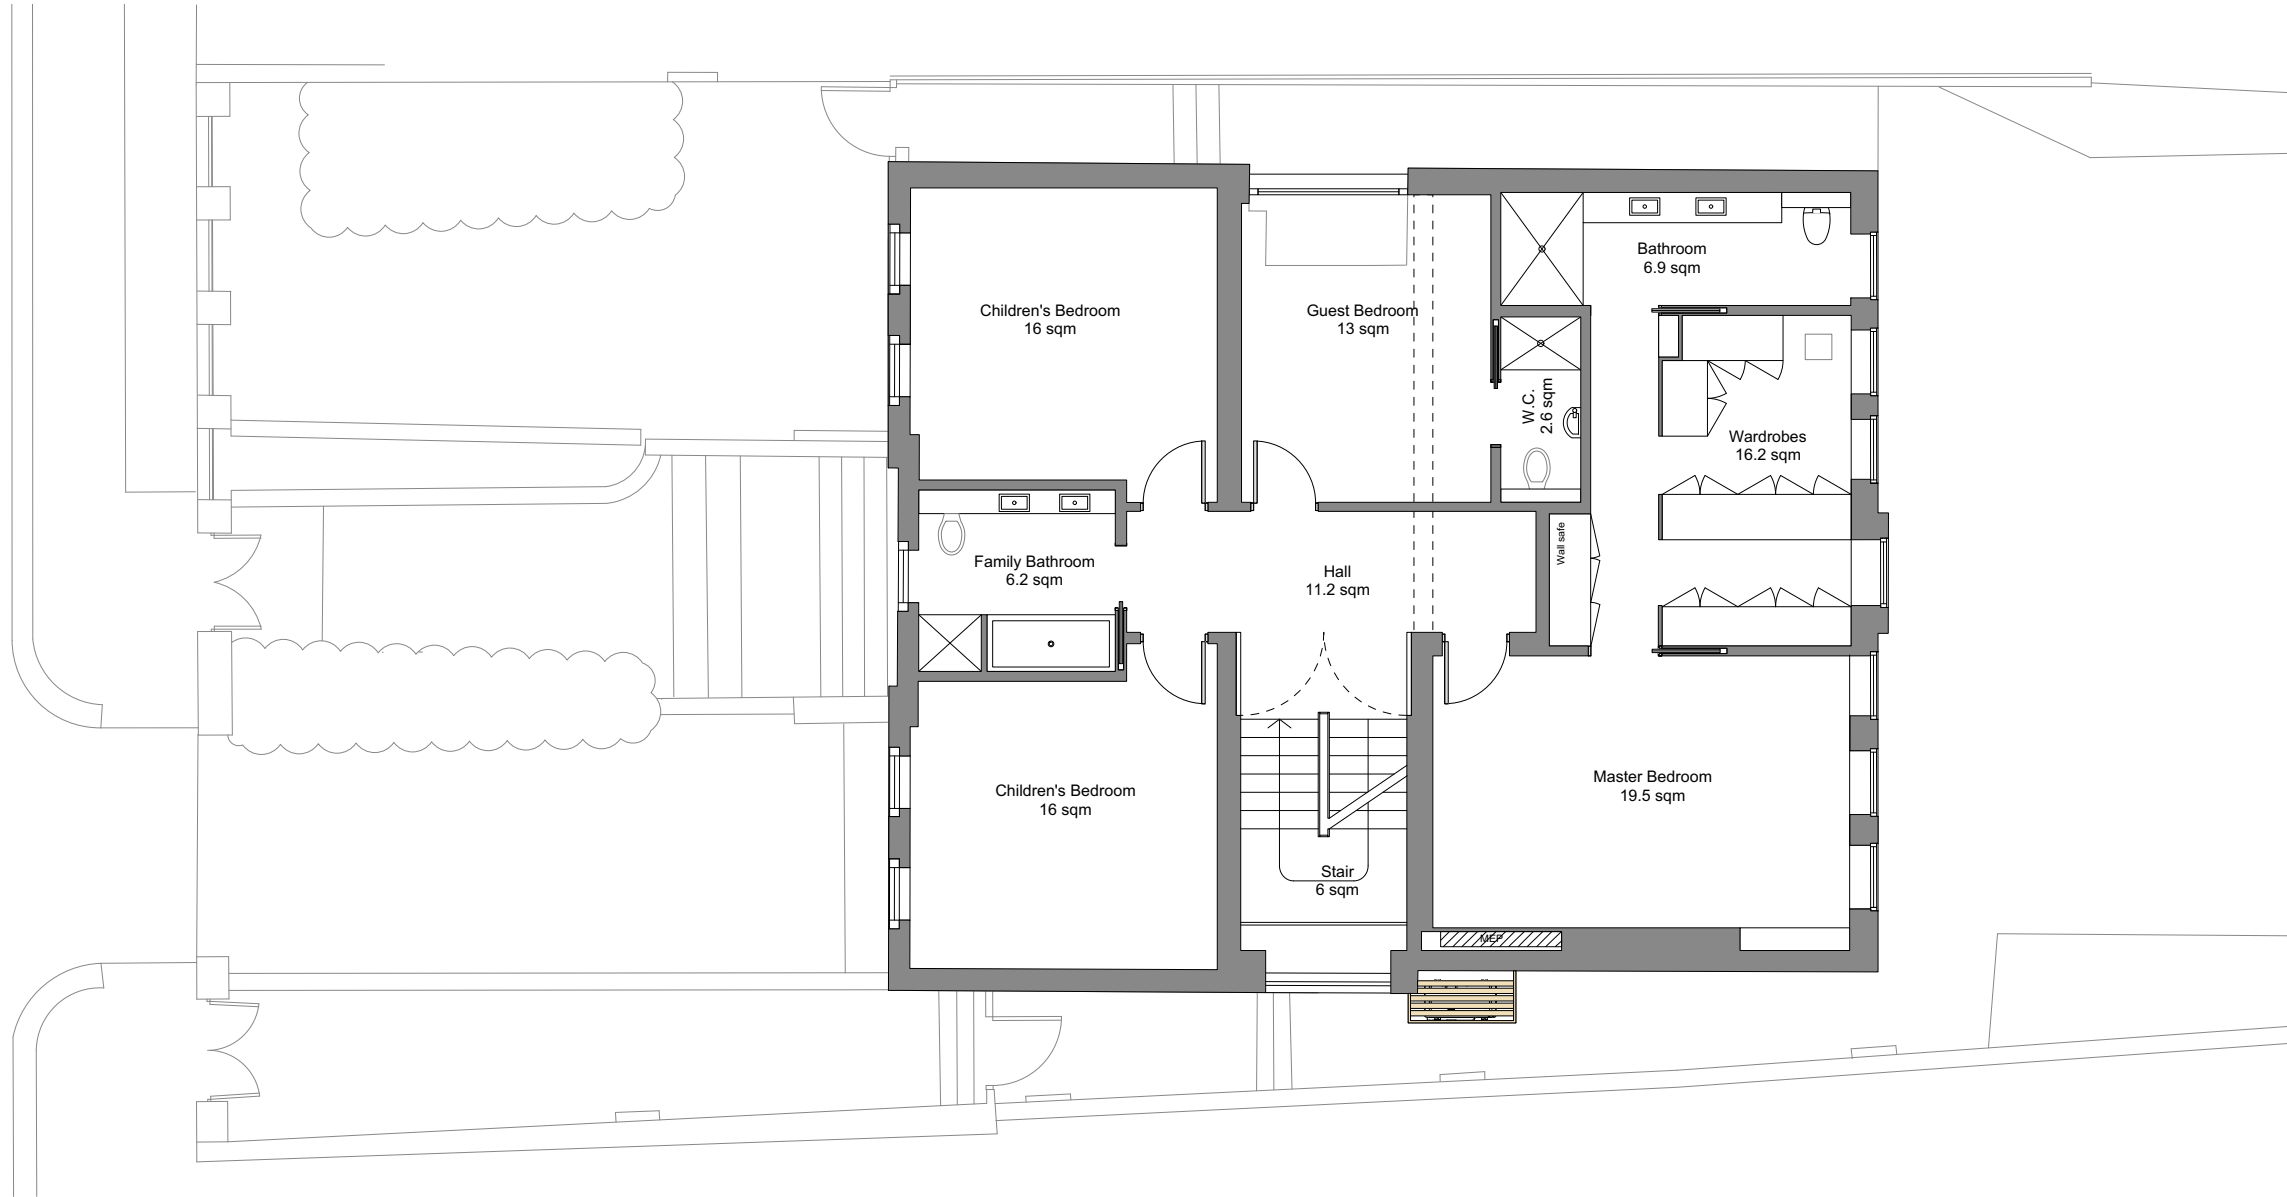 Bathroom
6.9 sqm
Children's Bedroom
16 sqm
Guest Bedroom
13 sqm
W.C.
2.6 sqm
Wardrobes
16.2 sqm
Wall safe
Family Bathroom
6.2 sqm
Hall
11.2 sqm
Master Bedroom
19.5 sqm
Children's Bedroom
16 sqm
Stair
6 sqm
MEP